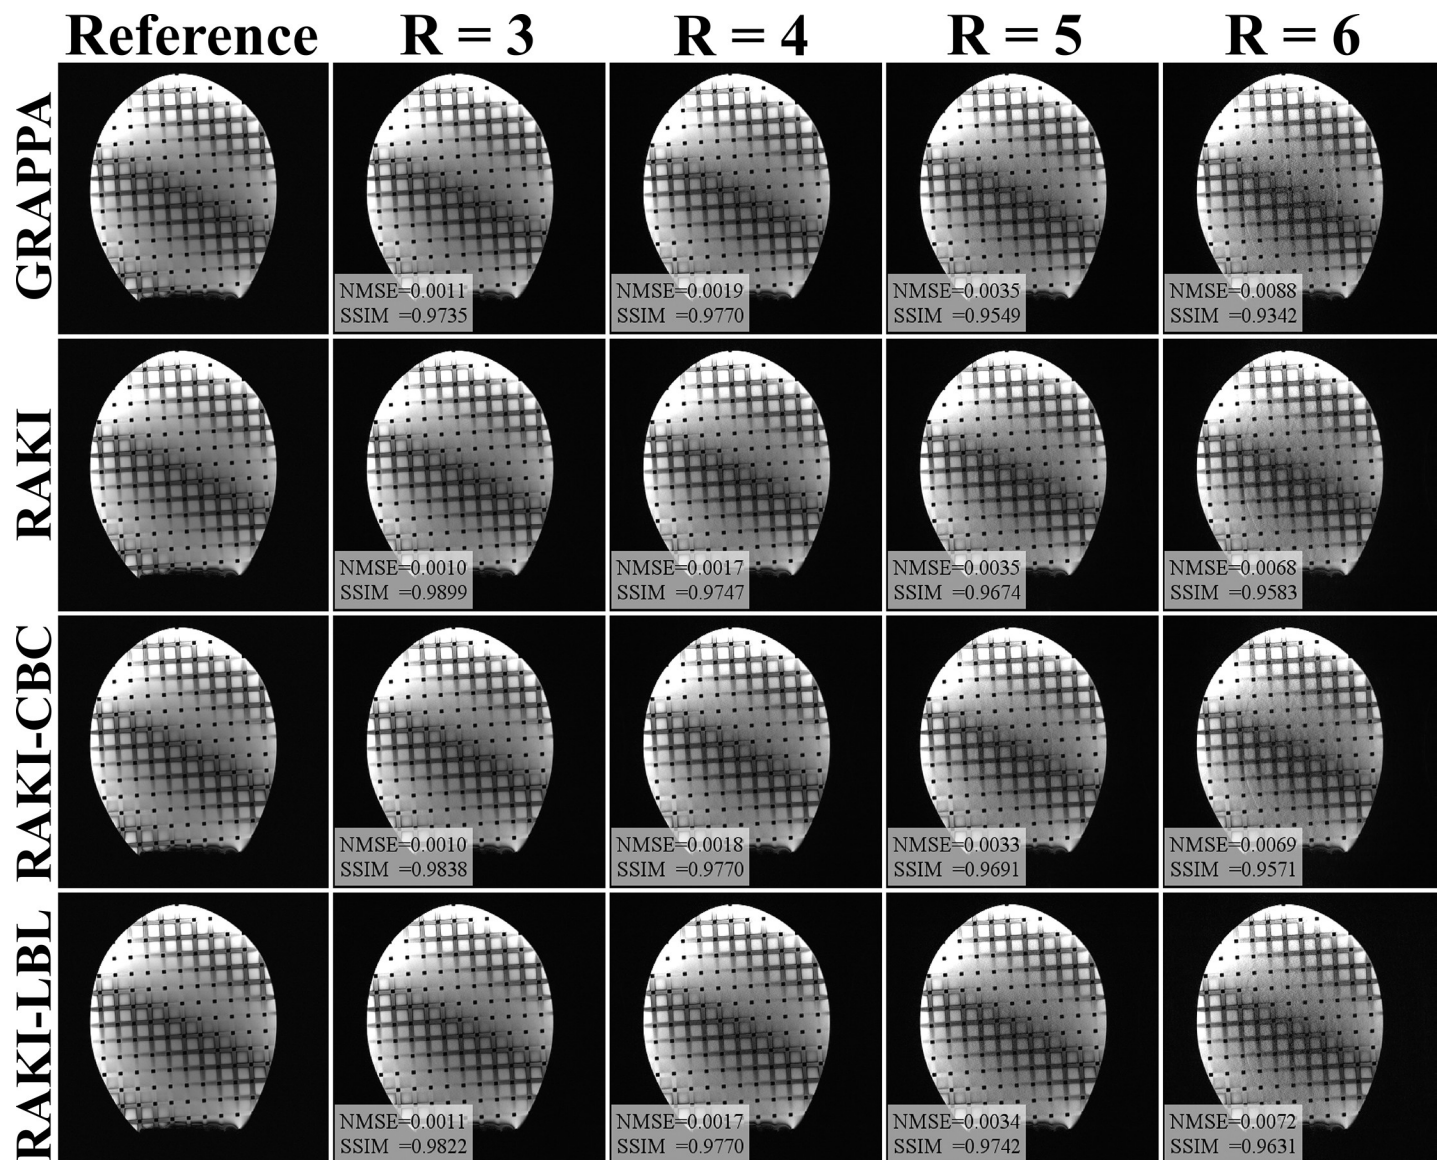 Reference R = 3 R = 4 R = 5 R = 6
GRAPPA
NMSE=0.0011 NMSE=0.0019 NMSE=0.0035 NMSE=0.0088
SSIM =0.9735 SSIM =0.9770 SSIM =0.9549 SSIM =0.9342
RAKI
NMSE=0.0010 NMSE=0.0017 NMSE=0.0035 NMSE=0.0068
SSIM =0.9899 SSIM =0.9747 SSIM =0.9674 SSIM =0.9583
RAKI-CBC
NMSE=0.0010 NMSE=0.0018 NMSE=0.0033 NMSE=0.0069
SSIM =0.9838 SSIM =0.9770 SSIM =0.9691 SSIM =0.9571
RAKI-LBL
NMSE=0.0011 NMSE=0.0017 NMSE=0.0034 NMSE=0.0072
SSIM =0.9822 SSIM =0.9770 SSIM =0.9742 SSIM =0.9631